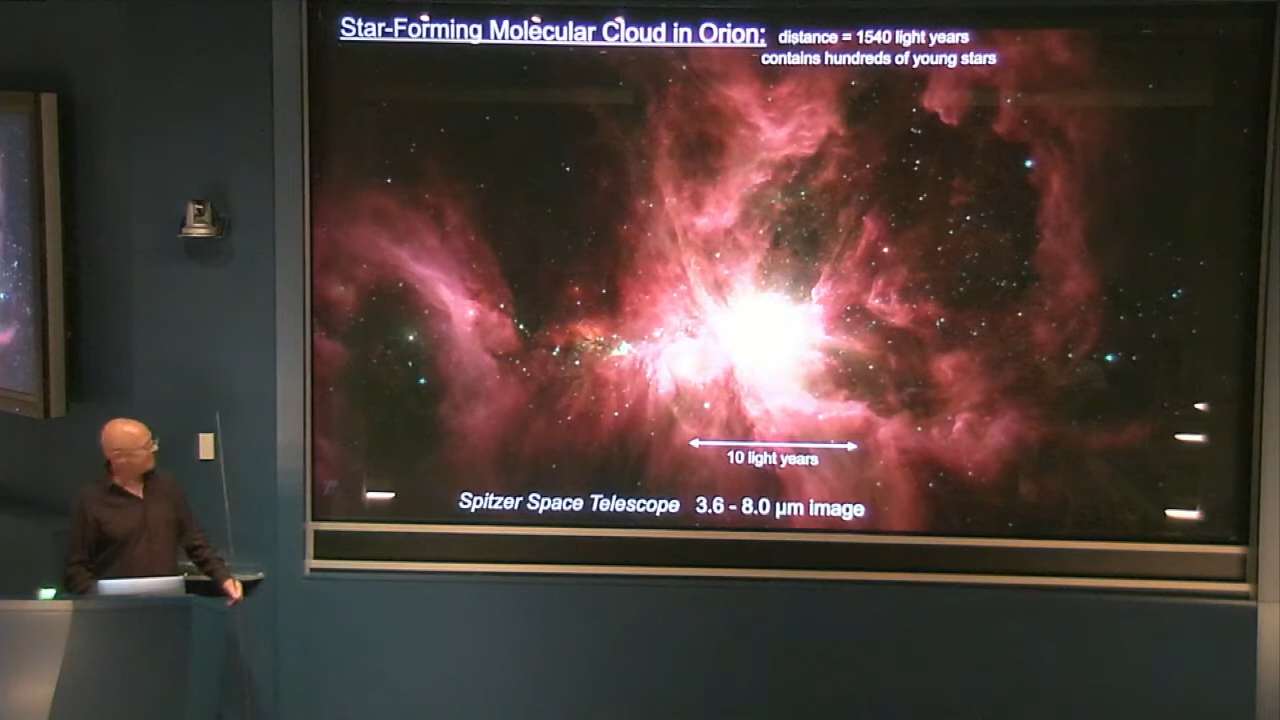 Star-Forming Molecular Cloud in Orion: distance = 1540 light years
contains hundreds of young stars
10 light years
Spitzer Space Telescope 3.6 - 8.0 µm image